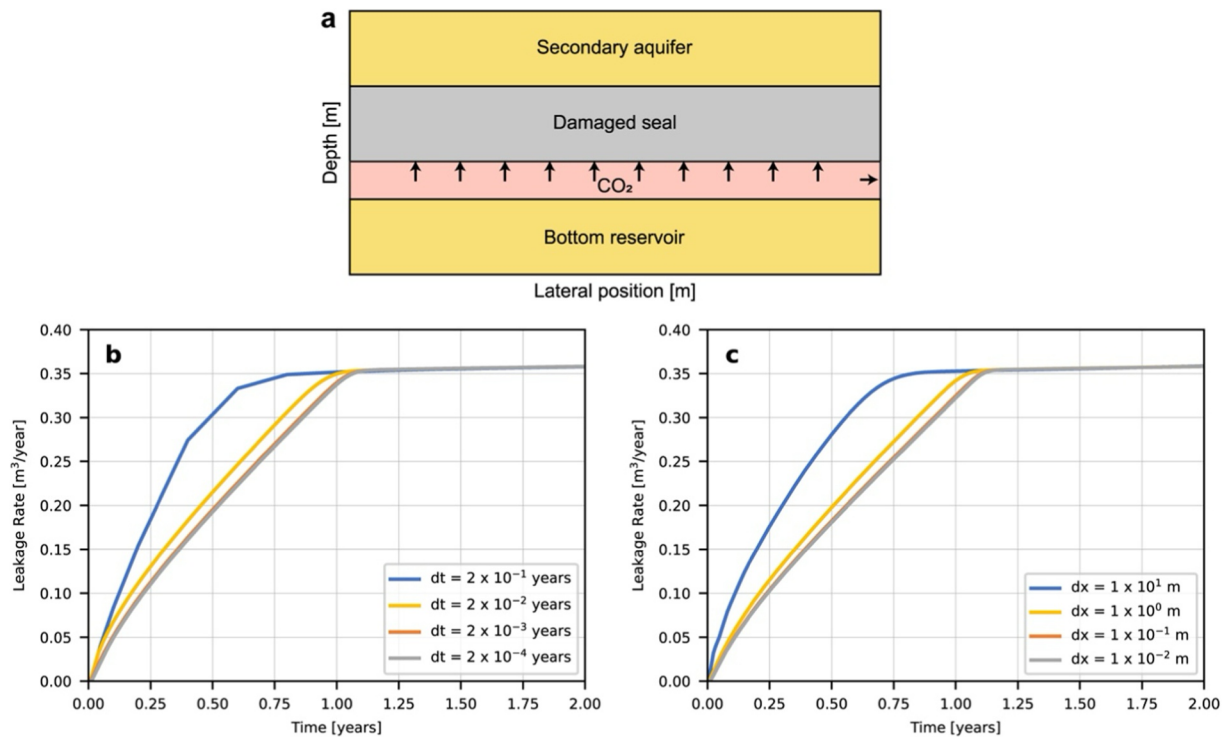 a
Secondary aquifer
Damaged seal
CO₂
Bottom reservoir
Depth [m]
Lateral position [m]
b
0.40
0.35
0.30
0.25
0.20
0.15
0.10
0.05
0.00
Leakage Rate [m³/year]
dt = 2 x 10⁻¹ years
dt = 2 x 10⁻² years
dt = 2 x 10⁻³ years
dt = 2 x 10⁻⁴ years
0.00 0.25 0.50 0.75 1.00 1.25 1.50 1.75 2.00
Time [years]
c
0.40
0.35
0.30
0.25
0.20
0.15
0.10
0.05
0.00
Leakage Rate [m³/year]
dx = 1 x 10¹ m
dx = 1 x 10⁰ m
dx = 1 x 10⁻¹ m
dx = 1 x 10⁻² m
0.00 0.25 0.50 0.75 1.00 1.25 1.50 1.75 2.00
Time [years]